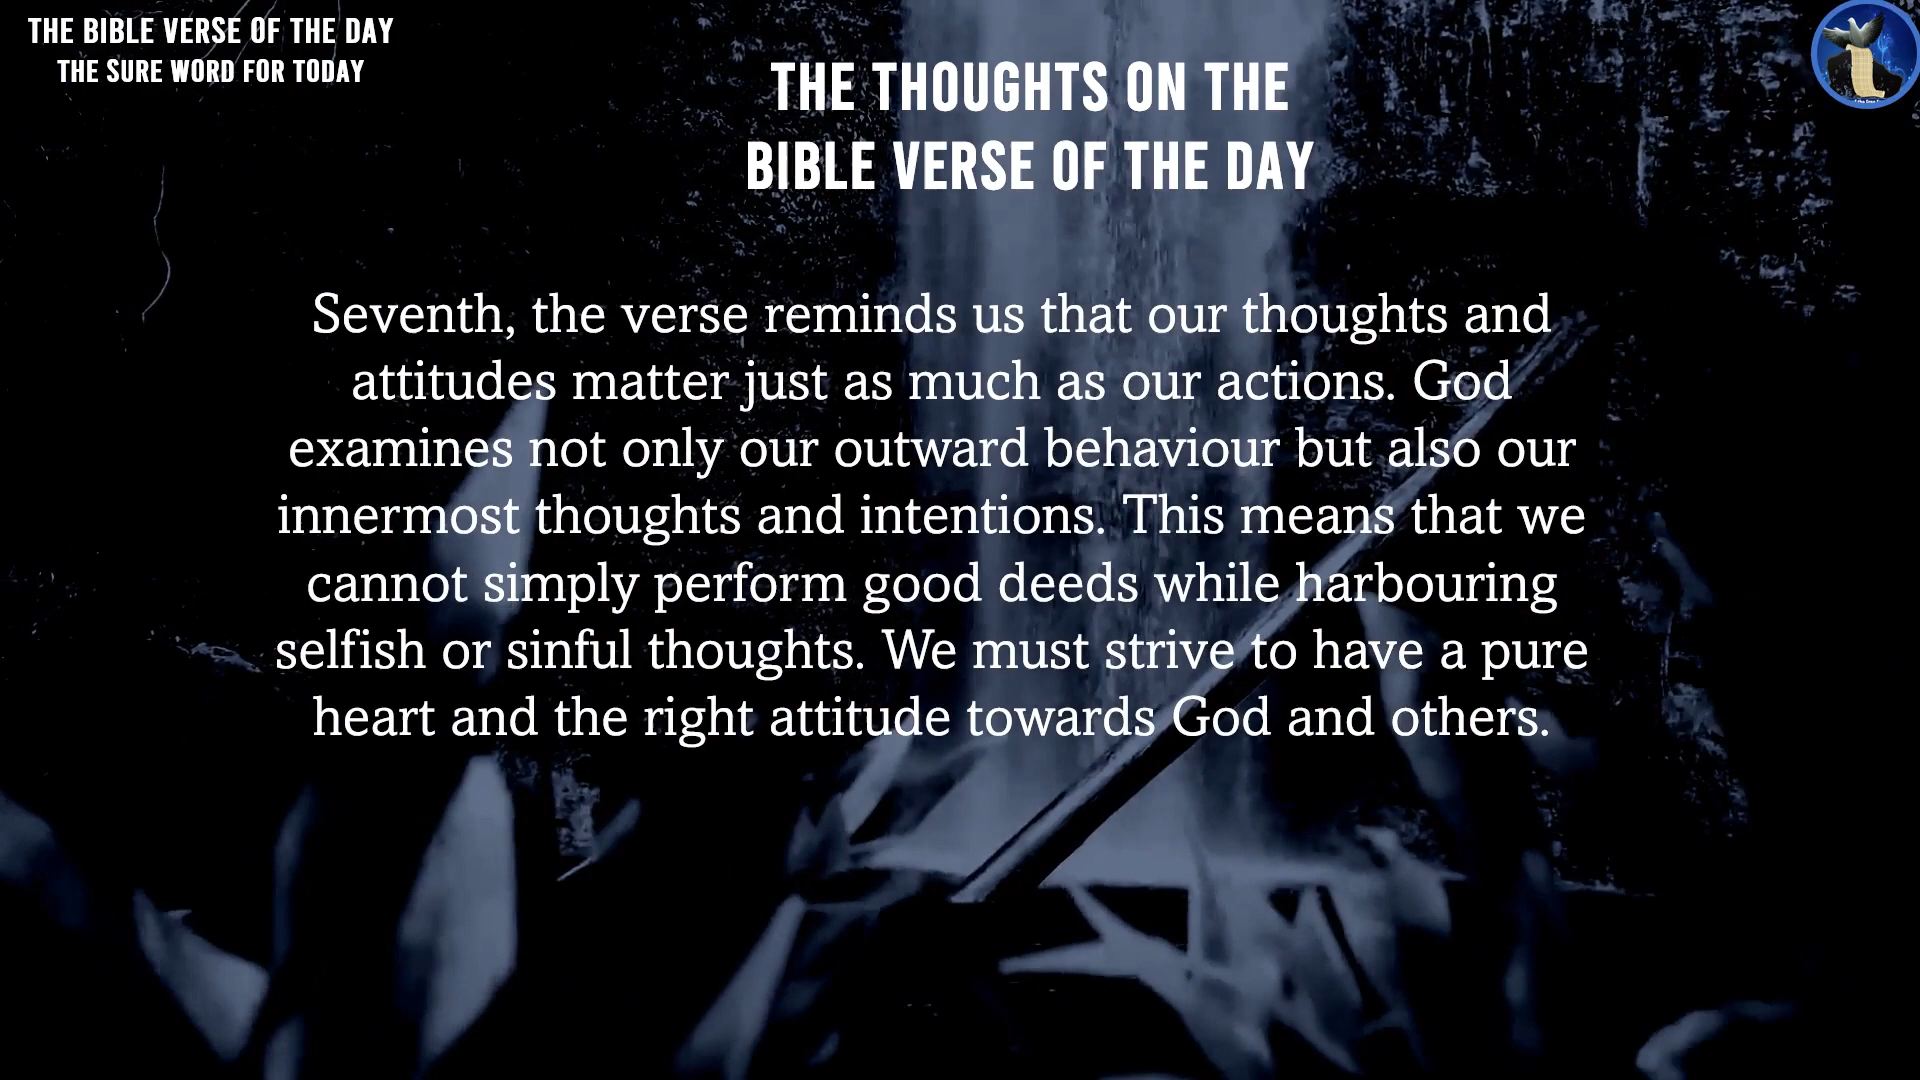 THE BIBLE VERSE OF THE DAY
THE SURE WORD FOR TODAY
THE THOUGHTS ON THE
BIBLE VERSE OF THE DAY
Seventh, the verse reminds us that our thoughts and
attitudes matter just as much as our actions. God
examines not only our outward behaviour but also our
innermost thoughts and intentions. This means that we
cannot simply perform good deeds while harbouring
selfish or sinful thoughts. We must strive to have a pure
heart and the right attitude towards God and others.